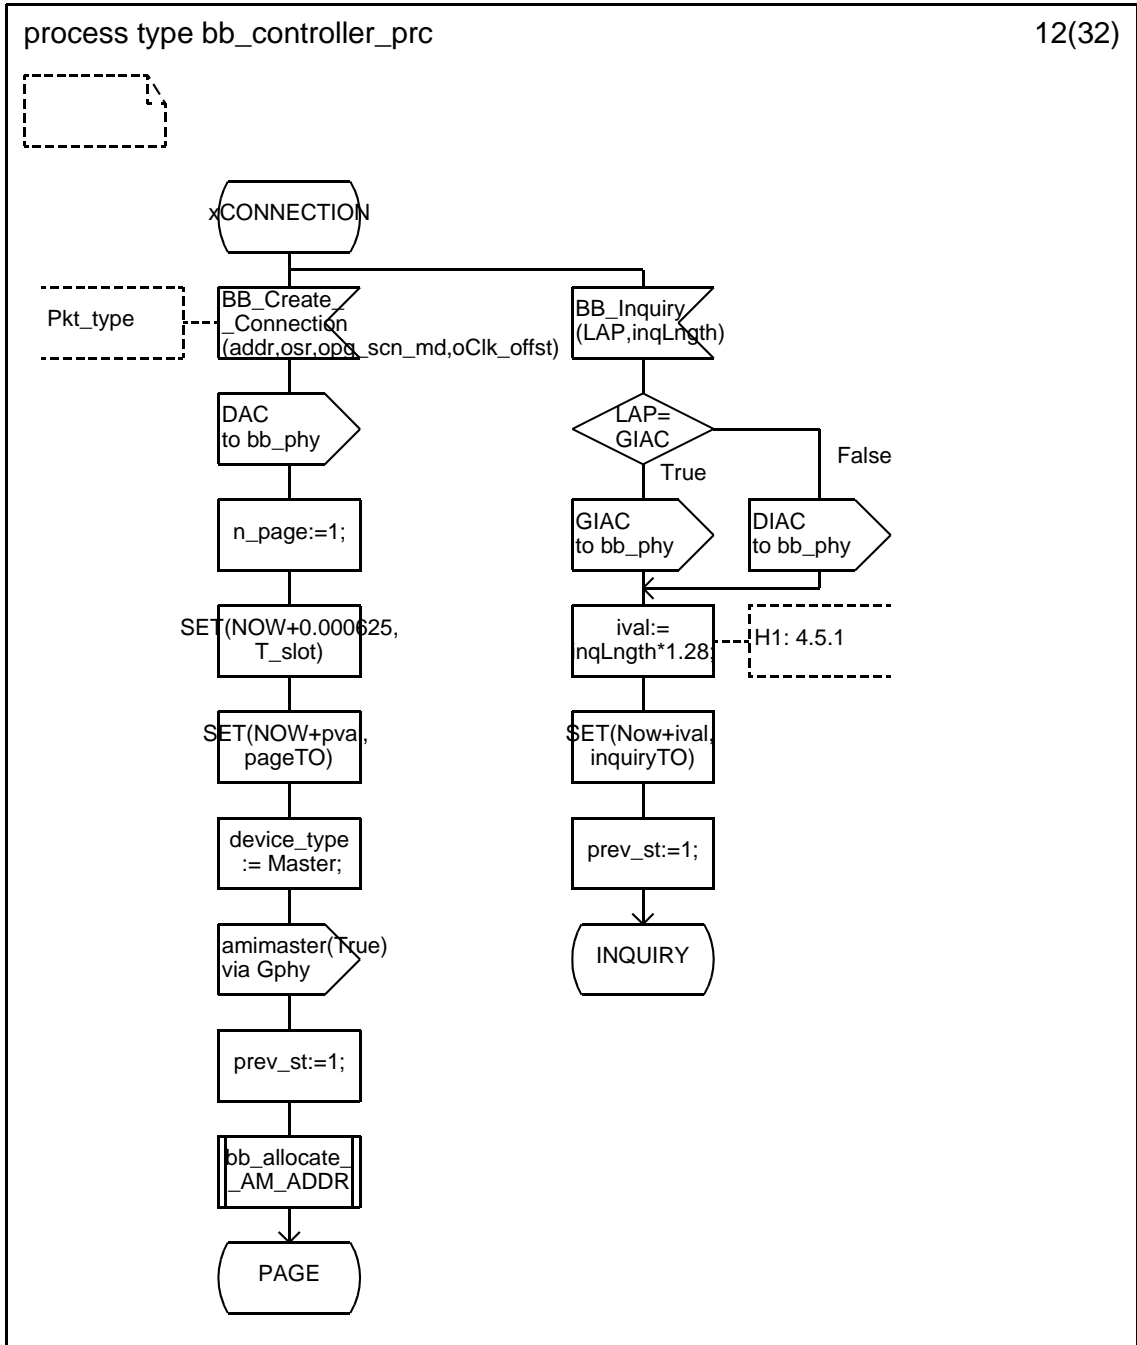 process type bb_controller_prc
12(32)
xCONNECTION
Pkt_type
BB_Create_
_Connection
(addr,osr,opg_scn_md,oClk_offst)
BB_Inquiry
(LAP,inqLngth)
DAC
to bb_phy
LAP=
GIAC
False
True
n_page:=1;
GIAC
to bb_phy
DIAC
to bb_phy
SET(NOW+0.000625,
T_slot)
ival:=
inqLngth*1.28;
H1: 4.5.1
SET(NOW+pval,
pageTO)
SET(Now+ival,
inquiryTO)
device_type
:= Master;
prev_st:=1;
amimaster(True)
via Gphy
INQUIRY
prev_st:=1;
bb_allocate_
_AM_ADDR
PAGE